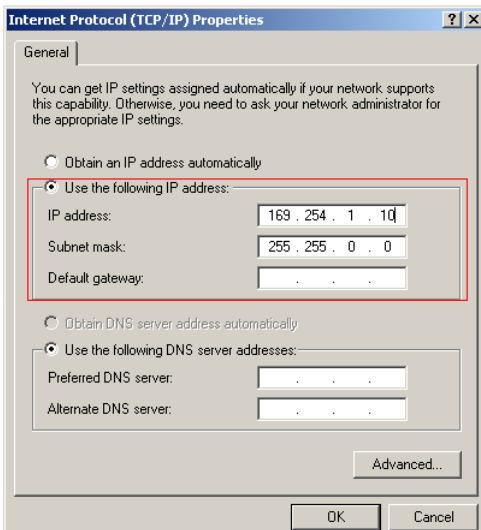 Internet Protocol (TCP/IP) Properties
General
You can get IP settings assigned automatically if your network supports
this capability. Otherwise, you need to ask your network administrator for
the appropriate IP settings.
Obtain an IP address automatically
Use the following IP address:
IP address: 169 . 254 . 1 . 10
Subnet mask: 255 . 255 . 0 . 0
Default gateway: . . .
Obtain DNS server address automatically
Use the following DNS server addresses:
Preferred DNS server: . . .
Alternate DNS server: . . .
Advanced...
OK Cancel